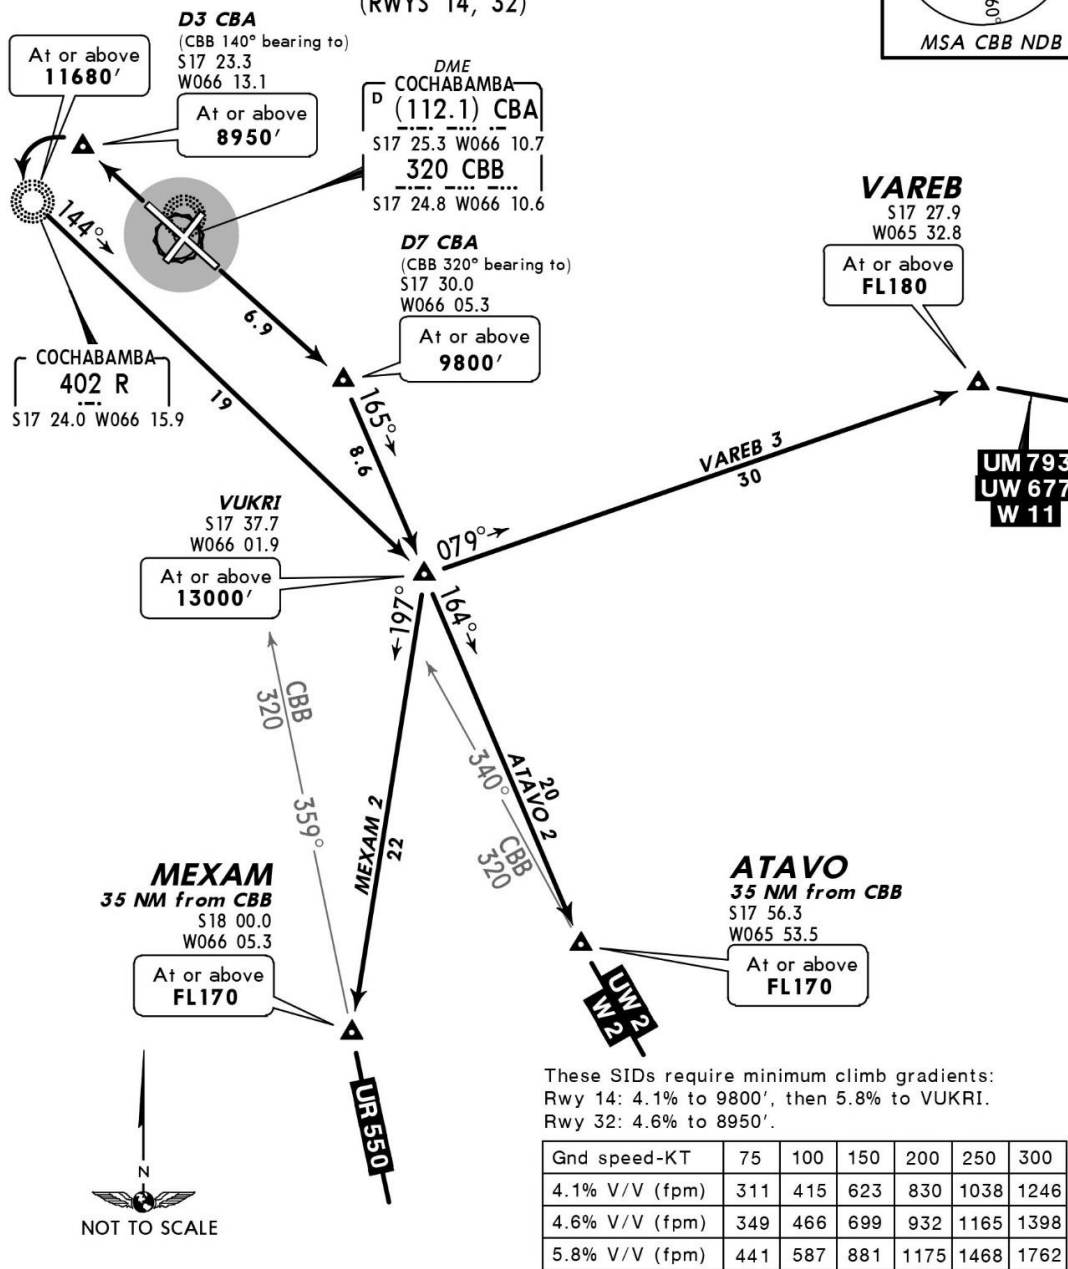 (RWYS 14, 32)
D3 CBA
(CBB 140° bearing to)
S17 23.3
W066 13.1
At or above
11680'
At or above
8950'
DME
COCHABAMBA
D (112.1) CBA
S17 25.3 W066 10.7
320 CBB
S17 24.8 W066 10.6
MSA CBB NDB
VAREB
S17 27.9
W065 32.8
At or above
FL180
D7 CBA
(CBB 320° bearing to)
S17 30.0
W066 05.3
At or above
9800'
144°
6.9
COCHABAMBA
402 R
S17 24.0 W066 15.9
19
165°
8.6
VAREB 3
30
UM 793
UW 677
W 11
VUKRI
S17 37.7
W066 01.9
At or above
13000'
079°
197°
164°
CBB
320
359°
340°
CBB
320
20
ATAVO 2
MEXAM 2
22
MEXAM
35 NM from CBB
S18 00.0
W066 05.3
At or above
FL170
ATAVO
35 NM from CBB
S17 56.3
W065 53.5
At or above
FL170
UW 2
W 2
UR 550
N
NOT TO SCALE
These SIDs require minimum climb gradients:
Rwy 14: 4.1% to 9800', then 5.8% to VUKRI.
Rwy 32: 4.6% to 8950'.
Gnd speed-KT 75 100 150 200 250 300
4.1% V/V (fpm) 311 415 623 830 1038 1246
4.6% V/V (fpm) 349 466 699 932 1165 1398
5.8% V/V (fpm) 441 587 881 1175 1468 1762